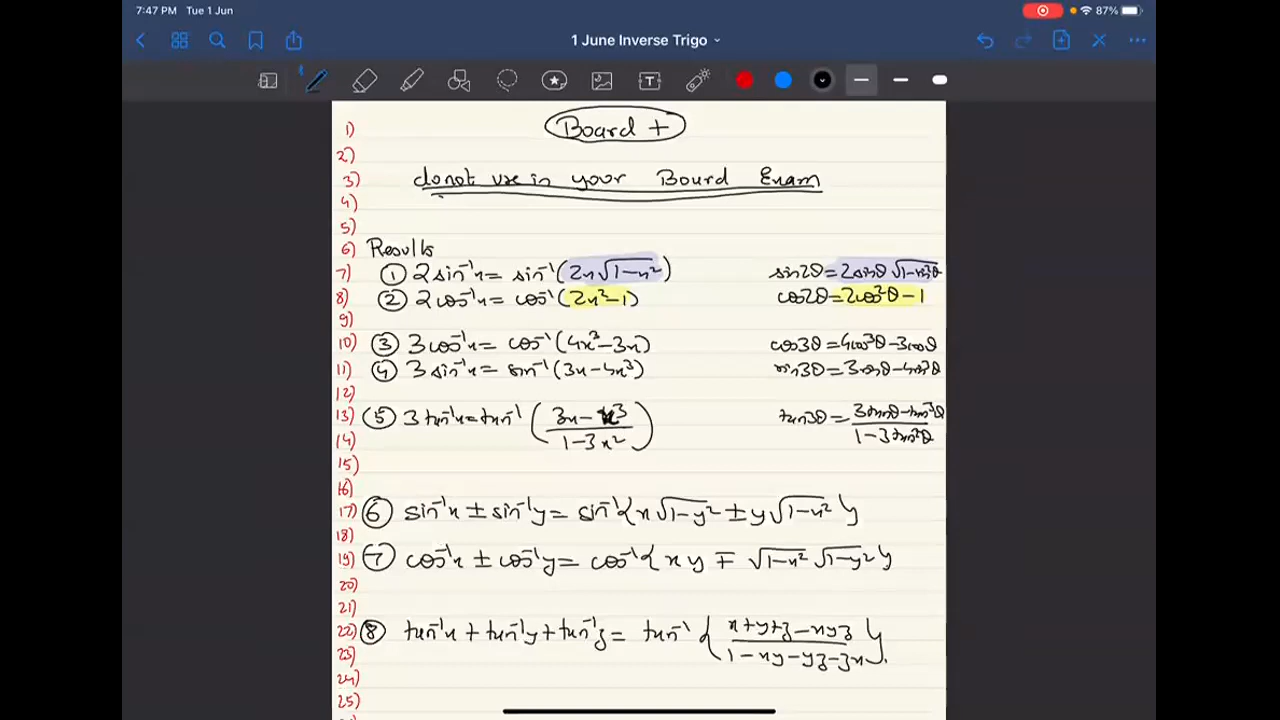 7:47 PM Tue 1 Jun 87%
1 June Inverse Trigo
1) Board +
2)
3) do not use in your Board Exam
4)
5)
6) Results
7) ① 2sin⁻¹x = sin⁻¹(2x√(1−x²)) sin2θ = 2sinθ
8) ② 2cos⁻¹x = cos⁻¹(2x²−1) cos2θ = 2cos²θ − 1
9)
10) ③ 3cos⁻¹x = cos⁻¹(4x³−3x) cos3θ = 4cos³θ − 3cosθ
11) ④ 3sin⁻¹x = sin⁻¹(3x − 4x³) sin3θ = 3sinθ − 4sin³θ
12)
13) ⑤ 3tan⁻¹x = tan⁻¹((3x − x³)/(1 − 3x²)) tan3θ = (3tanθ − tan³θ)/(1 − 3tan²θ)
14)
15)
16)
17) ⑥ sin⁻¹x ± sin⁻¹y = sin⁻¹{x√(1−y²) ± y√(1−x²)}
18)
19) ⑦ cos⁻¹x ± cos⁻¹y = cos⁻¹{xy ∓ √(1−x²) √(1−y²)}
20)
21)
22) ⑧ tan⁻¹x + tan⁻¹y + tan⁻¹z = tan⁻¹{(x+y+z−xyz)/(1−xy−yz−zx)}
23)
24)
25)